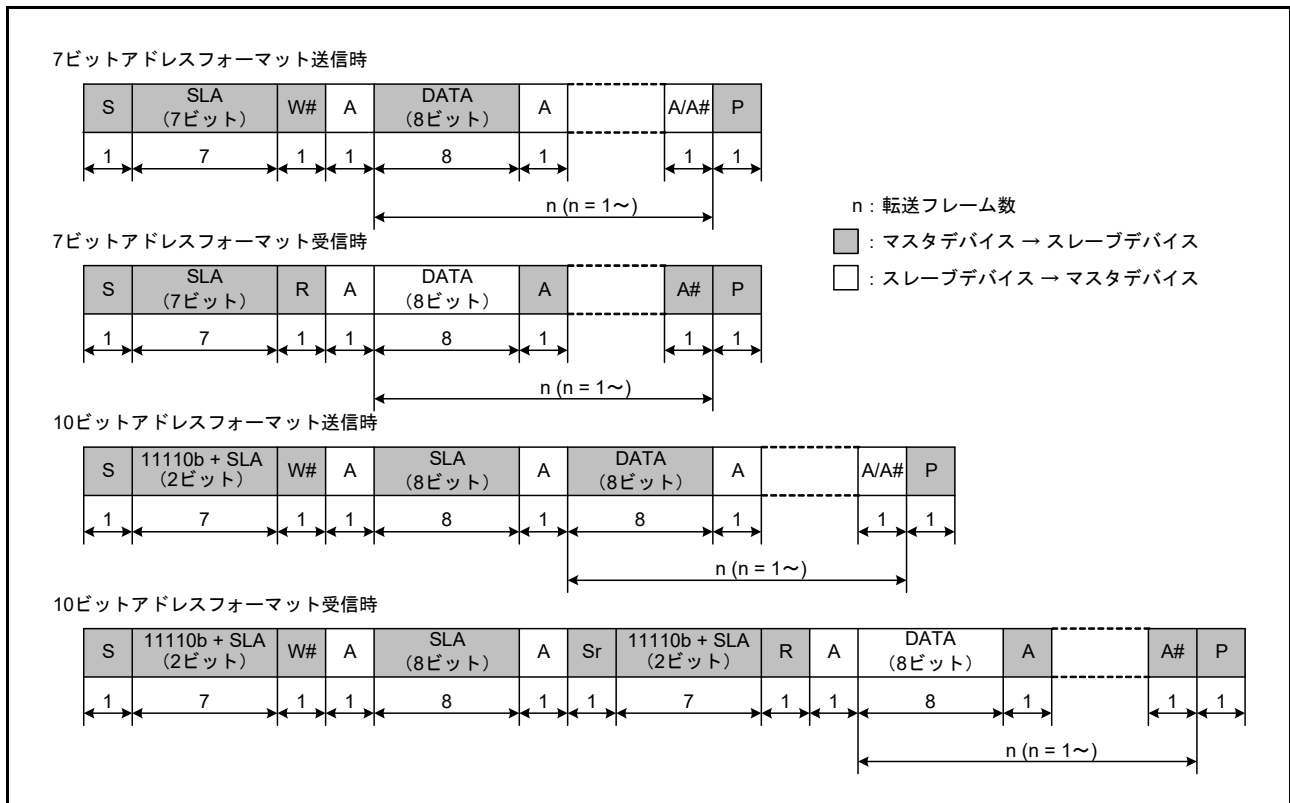 7ビットアドレスフォーマット送信時
S SLA W# A DATA A A/A# P
(7ビット) (8ビット)
1 7 1 1 8 1 1 1
n (n = 1～)
n : 転送フレーム数
: マスタデバイス → スレーブデバイス
: スレーブデバイス → マスタデバイス
7ビットアドレスフォーマット受信時
S SLA R A DATA A A# P
(7ビット) (8ビット)
1 7 1 1 8 1 1 1
n (n = 1～)
10ビットアドレスフォーマット送信時
S 11110b + SLA W# A SLA A DATA A A/A# P
(2ビット) (8ビット) (8ビット)
1 7 1 1 8 1 8 1 1 1
n (n = 1～)
10ビットアドレスフォーマット受信時
S 11110b + SLA W# A SLA A Sr 11110b + SLA R A DATA A A# P
(2ビット) (8ビット) (2ビット) (8ビット)
1 7 1 1 8 1 1 7 1 1 8 1 1 1
n (n = 1～)